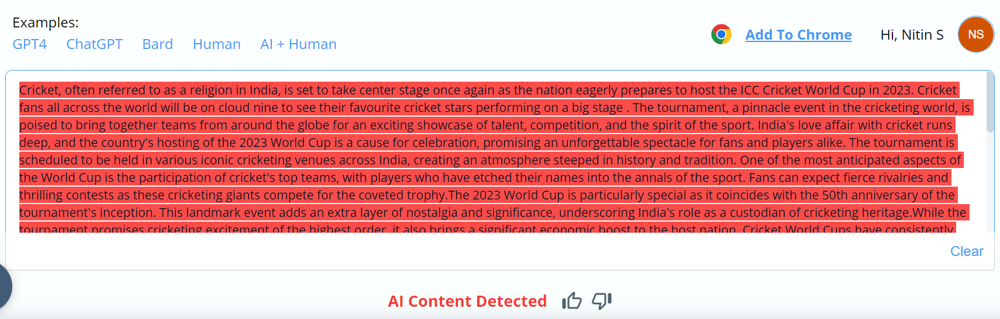 Examples:
GPT4 ChatGPT Bard Human AI + Human
Add To Chrome Hi, Nitin S NS
Cricket, often referred to as a religion in India, is set to take center stage once again as the nation eagerly prepares to host the ICC Cricket World Cup in 2023. Cricket
fans all across the world will be on cloud nine to see their favourite cricket stars performing on a big stage . The tournament, a pinnacle event in the cricketing world, is
poised to bring together teams from around the globe for an exciting showcase of talent, competition, and the spirit of the sport. India's love affair with cricket runs
deep, and the country's hosting of the 2023 World Cup is a cause for celebration, promising an unforgettable spectacle for fans and players alike. The tournament is
scheduled to be held in various iconic cricketing venues across India, creating an atmosphere steeped in history and tradition. One of the most anticipated aspects of
the World Cup is the participation of cricket's top teams, with players who have etched their names into the annals of the sport. Fans can expect fierce rivalries and
thrilling contests as these cricketing giants compete for the coveted trophy.The 2023 World Cup is particularly special as it coincides with the 50th anniversary of the
tournament's inception. This landmark event adds an extra layer of nostalgia and significance, underscoring India's role as a custodian of cricketing heritage.While the
tournament promises cricketing excitement of the highest order, it also brings a significant economic boost to the host nation. Cricket World Cups have consistently
Clear
AI Content Detected